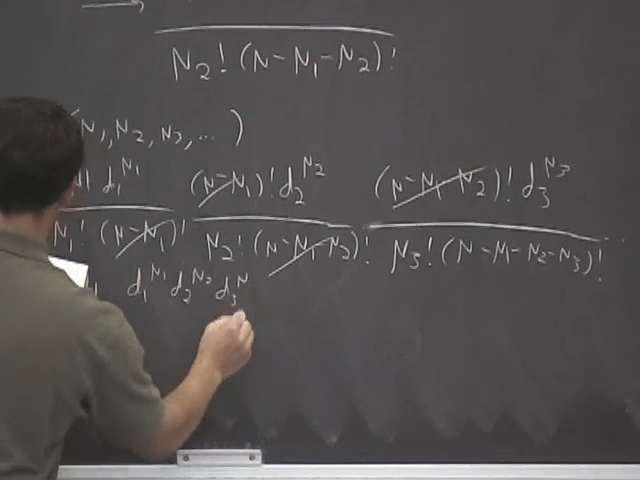 N₂! (N-N₁-N₂)!
N₁, N₂, N₃, ... )
! d₁^N₁ (N-N₁)! d₂^N₂ (N-N₁-N₂)! d₃^N₃
N₁! (N-N₁)! N₂! (N-N₁-N₂)! N₃! (N-N₁-N₂-N₃)!
d₁^N₁ d₂^N₂ d₃^N